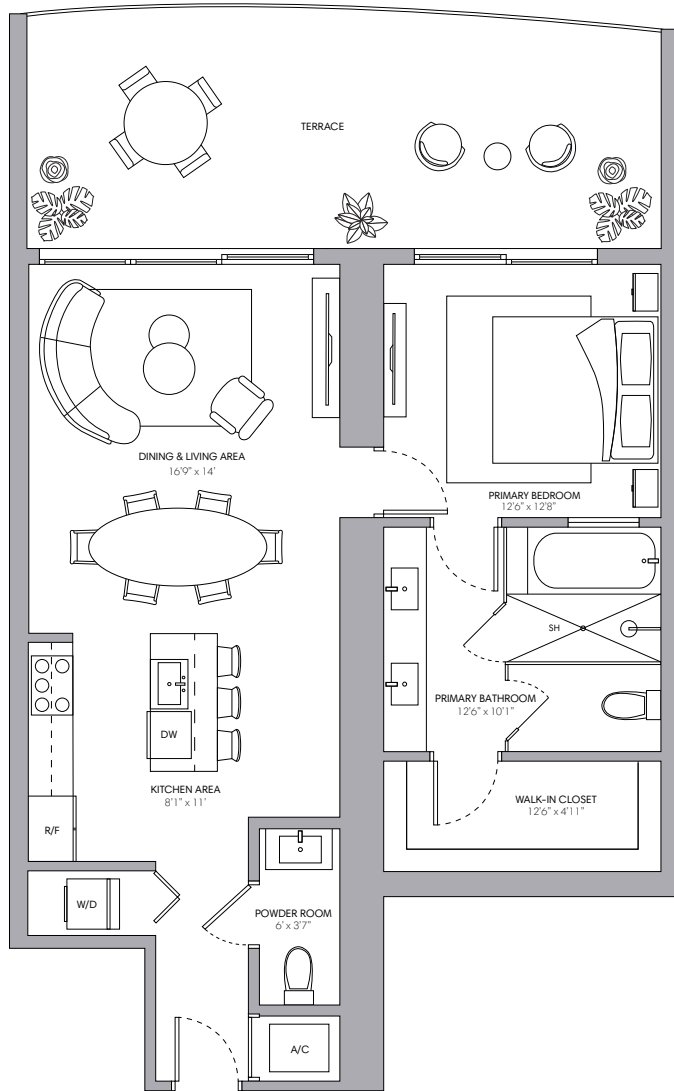 TERRACE
DINING & LIVING AREA
16'9" x 14'
PRIMARY BEDROOM
12'6" x 12'8"
SH
PRIMARY BATHROOM
12'6" x 10'1"
DW
KITCHEN AREA
8'1" x 11'
WALK-IN CLOSET
12'6" x 4'11"
R/F
W/D
POWDER ROOM
6' x 3'7"
A/C